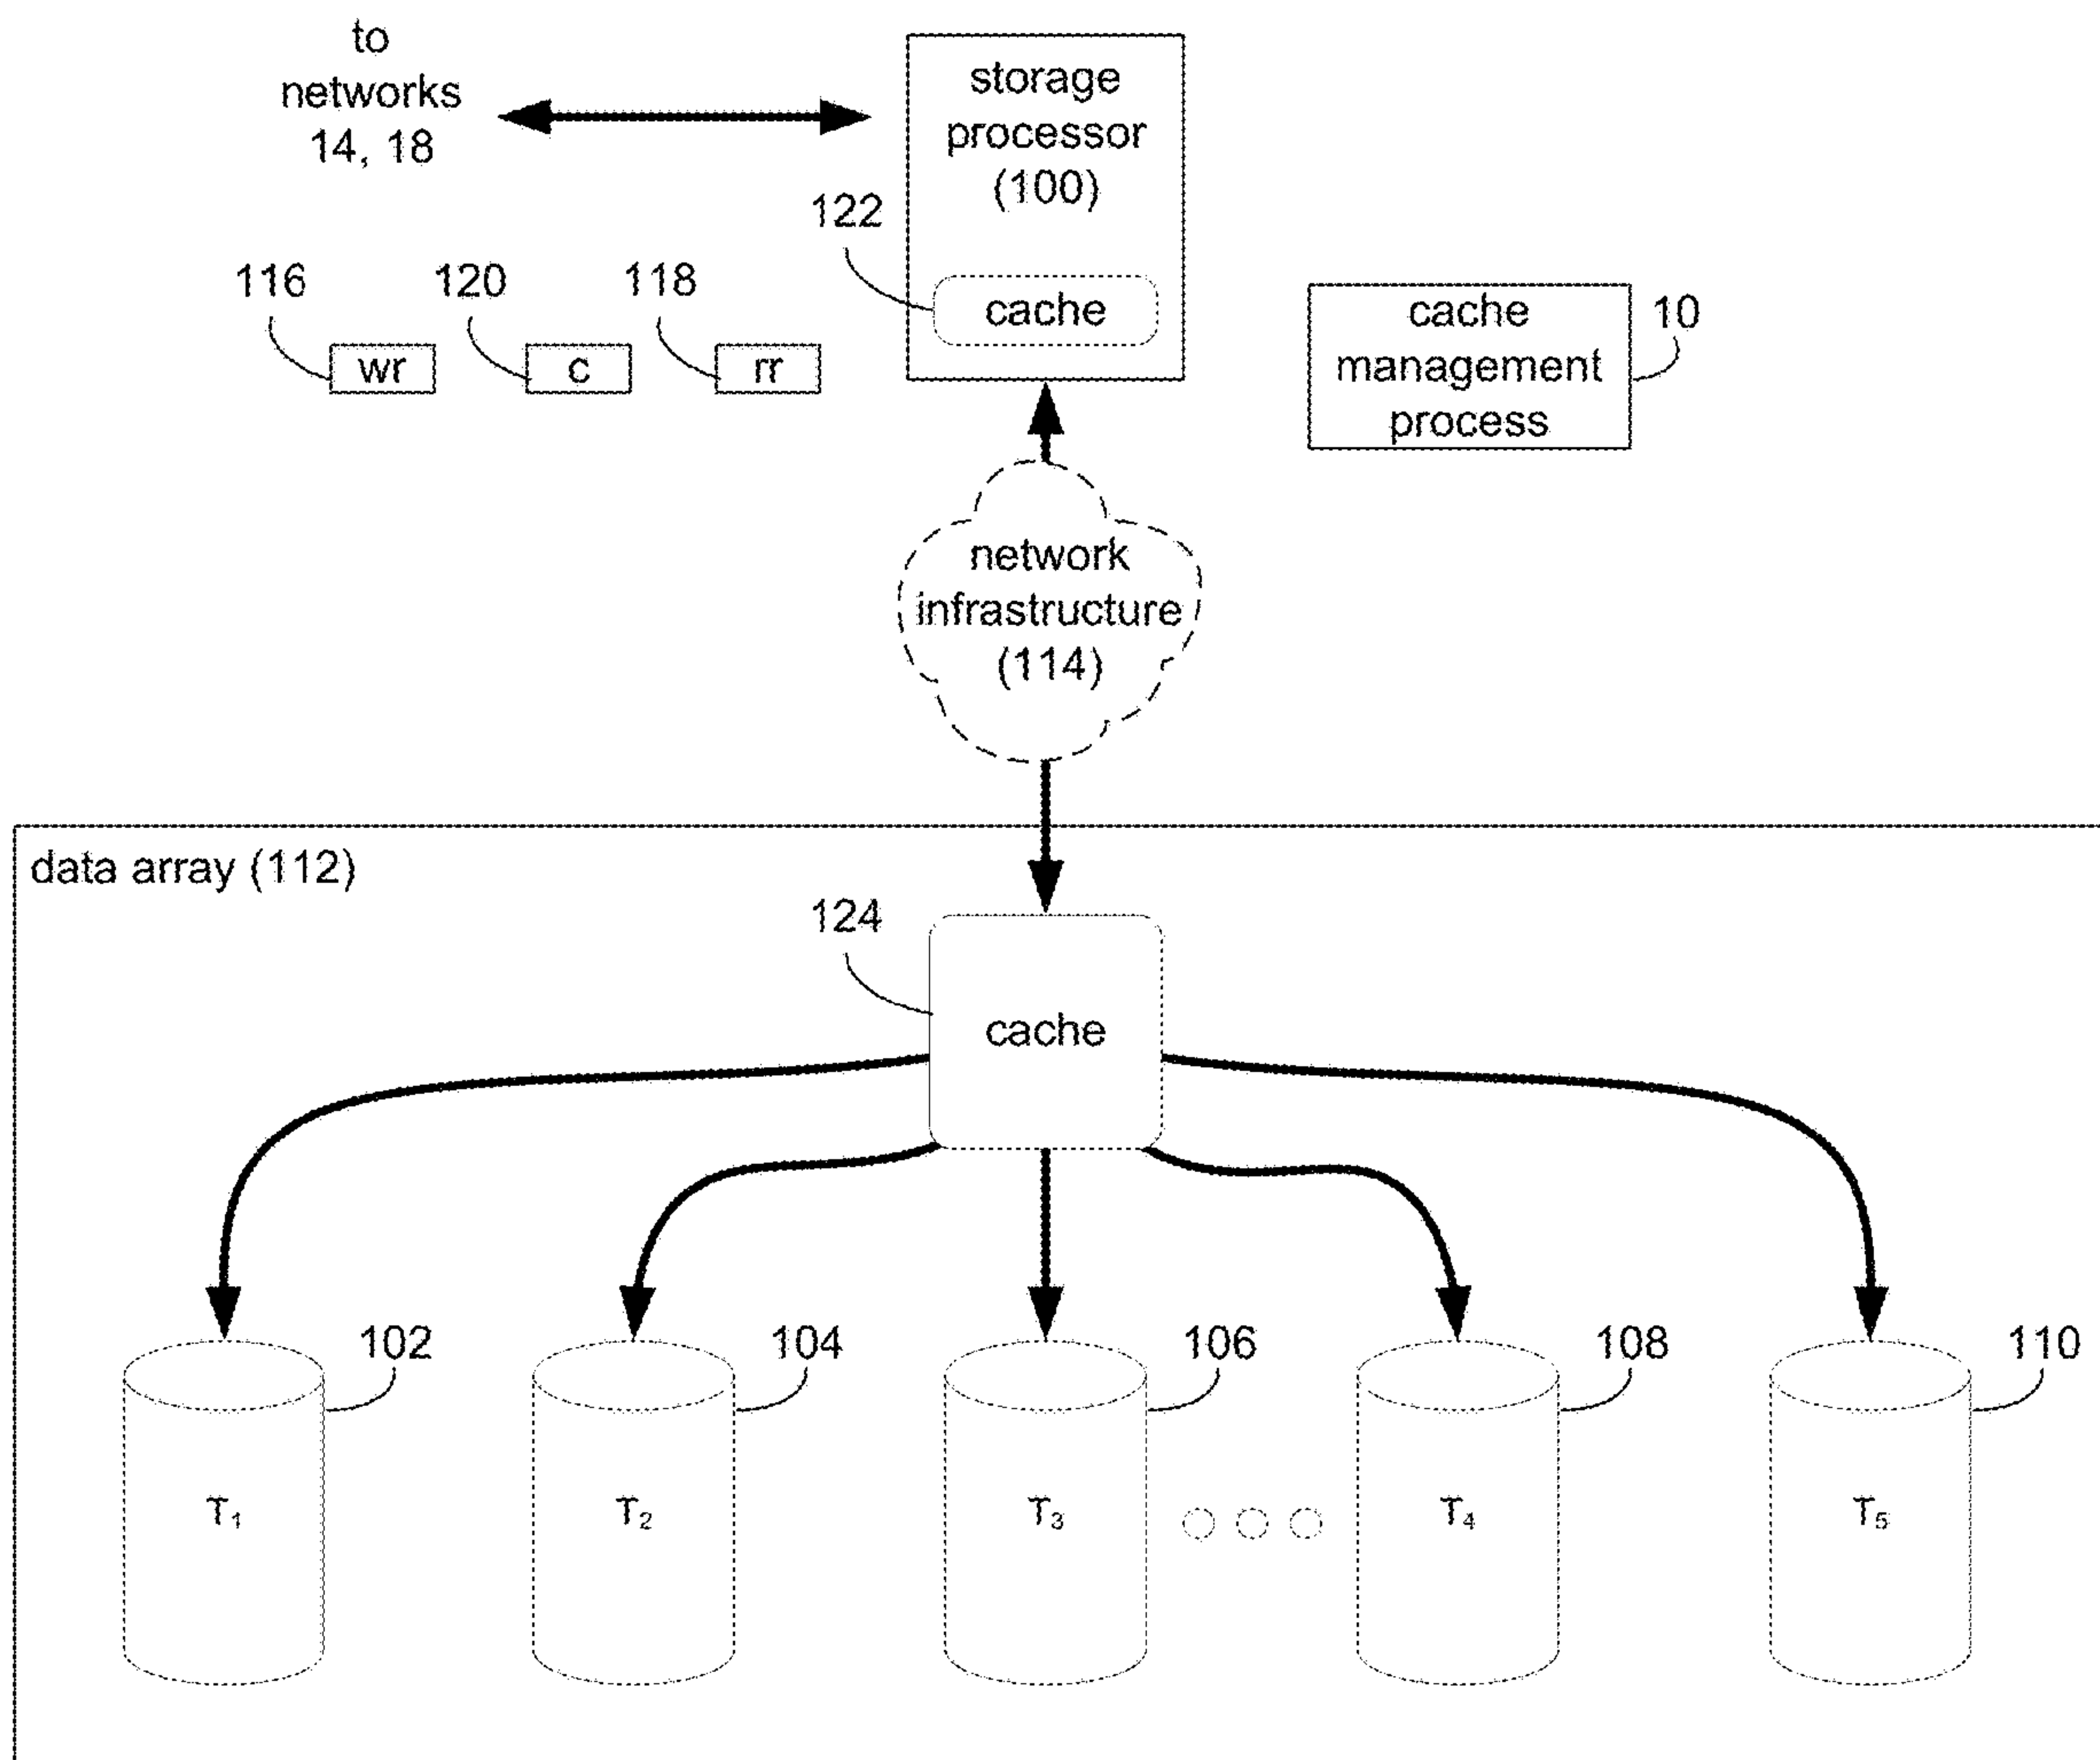 to
networks
14, 18
storage
processor
(100)
122
cache
116
120
118
wr
c
rr
cache
management
process
10
network
infrastructure
(114)
data array (112)
124
cache
102
104
106
108
110
T₁
T₂
T₃
T₄
T₅